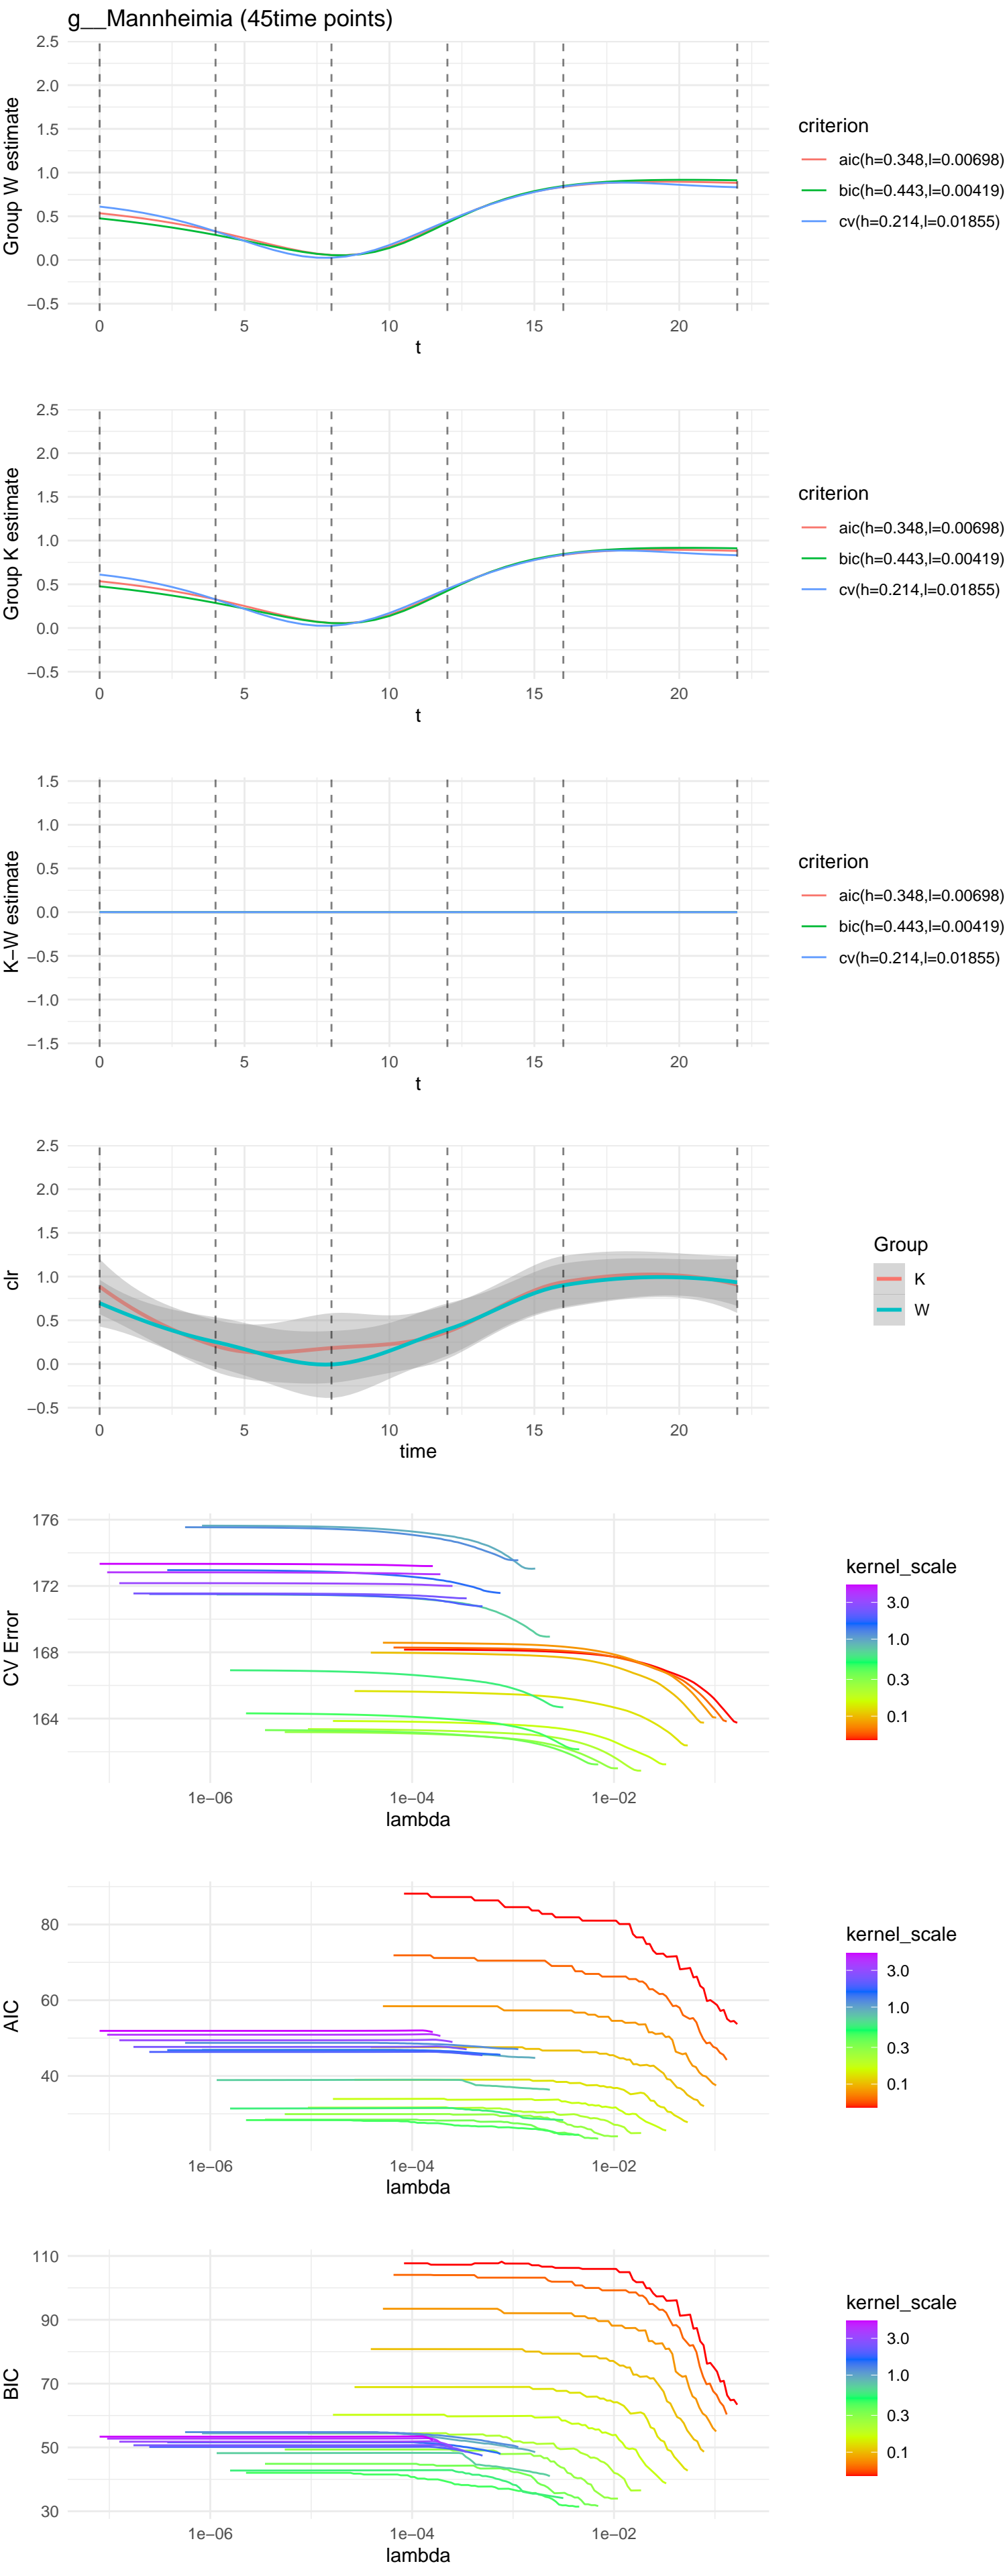 g__Mannheimia (45time points)
2.5
2.0
1.5
1.0
0.5
0.0
−0.5
Group W estimate
0 5 10 15 20
t
criterion
aic(h=0.348,l=0.00698)
bic(h=0.443,l=0.00419)
cv(h=0.214,l=0.01855)
2.5
2.0
1.5
1.0
0.5
0.0
−0.5
Group K estimate
0 5 10 15 20
t
criterion
aic(h=0.348,l=0.00698)
bic(h=0.443,l=0.00419)
cv(h=0.214,l=0.01855)
1.5
1.0
0.5
0.0
−0.5
−1.0
−1.5
K−W estimate
0 5 10 15 20
t
criterion
aic(h=0.348,l=0.00698)
bic(h=0.443,l=0.00419)
cv(h=0.214,l=0.01855)
2.5
2.0
1.5
1.0
0.5
0.0
−0.5
clr
0 5 10 15 20
time
Group
K
W
176
172
168
164
CV Error
1e−06 1e−04 1e−02
lambda
kernel_scale
3.0
1.0
0.3
0.1
80
60
40
AIC
1e−06 1e−04 1e−02
lambda
kernel_scale
3.0
1.0
0.3
0.1
110
90
70
50
30
BIC
1e−06 1e−04 1e−02
lambda
kernel_scale
3.0
1.0
0.3
0.1